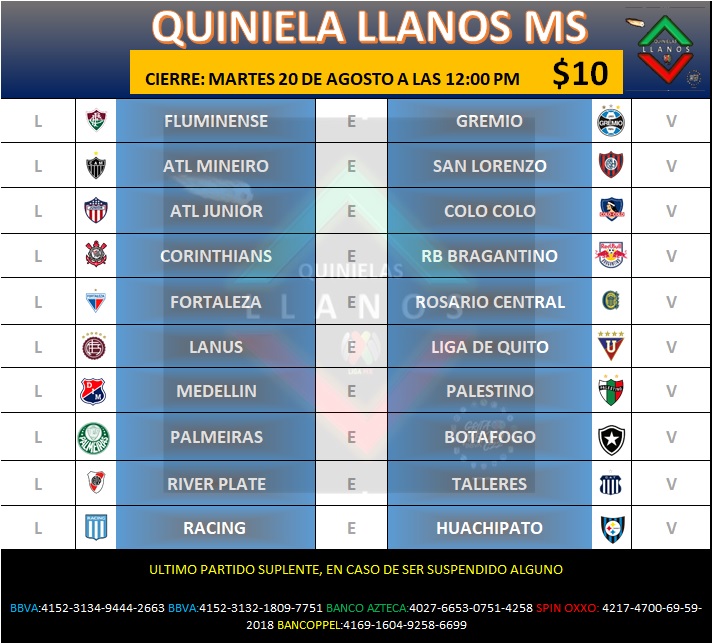 QUINIELA LLANOS MS
QUINIELAS
LLANOS
CIERRE: MARTES 20 DE AGOSTO A LAS 12:00 PM $10
L FLUMINENSE E GREMIO V
L ATL MINEIRO E SAN LORENZO V
L ATL JUNIOR E COLO COLO V
L CORINTHIANS E RB BRAGANTINO V
L FORTALEZA E ROSARIO CENTRAL V
L LANUS E LIGA DE QUITO V
L MEDELLIN E PALESTINO V
L PALMEIRAS E BOTAFOGO V
L RIVER PLATE E TALLERES V
L RACING E HUACHIPATO V
QUINIELAS
LLANOS
ULTIMO PARTIDO SUPLENTE, EN CASO DE SER SUSPENDIDO ALGUNO
BBVA:4152-3134-9444-2663 BBVA:4152-3132-1809-7751 BANCO AZTECA:4027-6653-0751-4258 SPIN OXXO: 4217-4700-69-59-
2018 BANCOPPEL:4169-1604-9258-6699